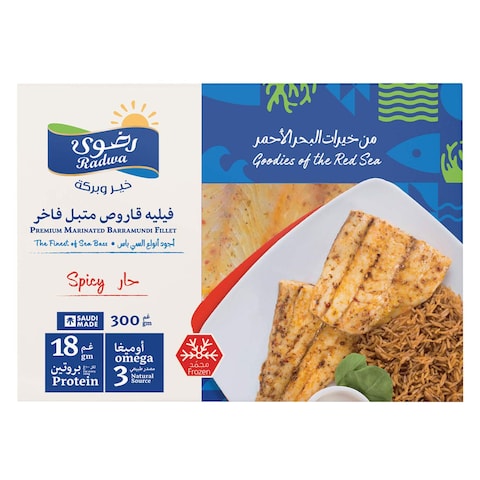 رضوى
Radwa
خير وبركة
من خيرات البحر الأحمر
Goodies of the Red Sea
فيليه قاروص متبل فاخر
PREMIUM MARINATED BARRAMUNDI FILLET
The Finest of Sea Bass • أجود أنواع السي باس
Spicy حار
SAUDI MADE
300 غم gm
18 غم gm
بروتين
Protein
أوميغا
omega
3 مصدر طبيعي Natural Source
مجمد
Frozen